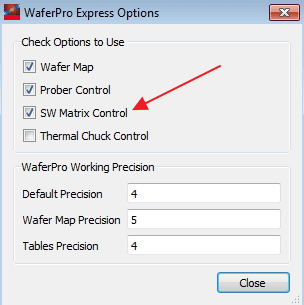 WaferPro Express Options
Check Options to Use
Wafer Map
Prober Control
SW Matrix Control
Thermal Chuck Control
WaferPro Working Precision
Default Precision 4
Wafer Map Precision 5
Tables Precision 4
Close